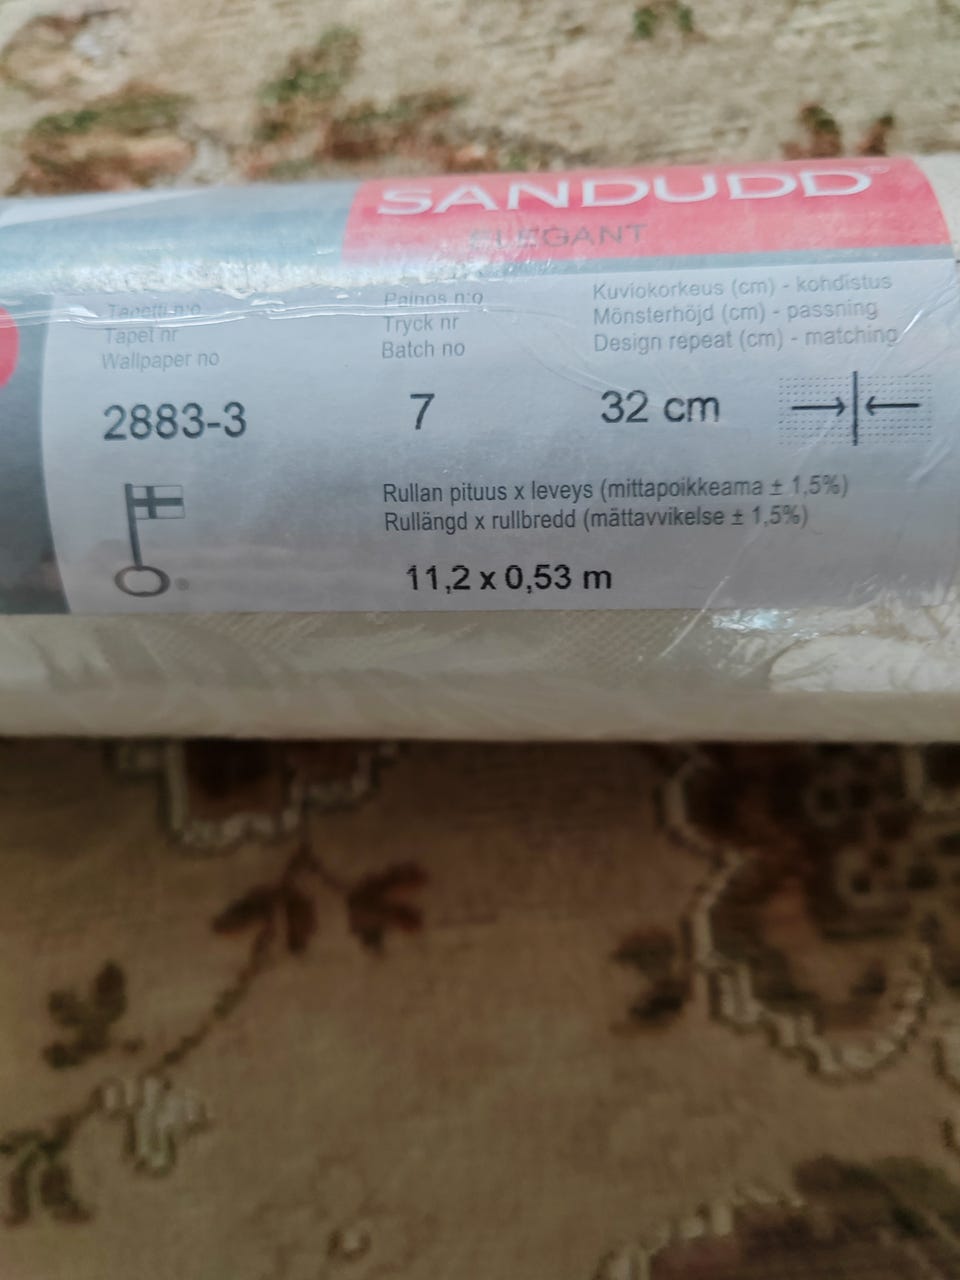 SANDUDD
ELEGANT
Tapetti n:o
Tapet nr
Wallpaper no
2883-3
Painos n:o
Tryck nr
Batch no
7
Kuviokorkeus (cm) - kohdistus
Mönsterhöjd (cm) - passning
Design repeat (cm) - matching
32 cm
Rullan pituus x leveys (mittapoikkeama ± 1,5%)
Rullängd x rullbredd (mättavvikelse ± 1,5%)
11,2 x 0,53 m